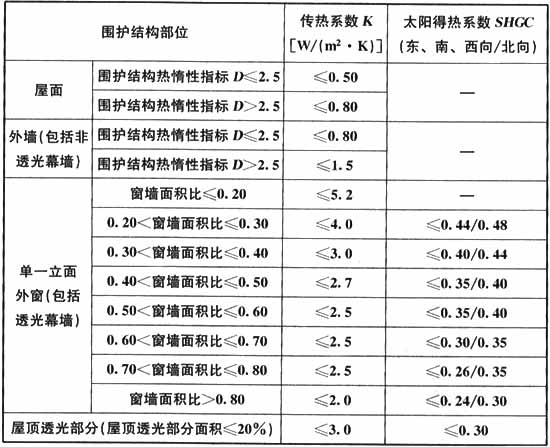 围护结构部位 传热系数 K [W/(m²·K)] 太阳得热系数 SHGC (东、南、西向/北向)
屋面 围护结构热惰性指标 D≤2.5 ≤0.50 —
围护结构热惰性指标 D>2.5 ≤0.80
外墙(包括非透光幕墙) 围护结构热惰性指标 D≤2.5 ≤0.80 —
围护结构热惰性指标 D>2.5 ≤1.5
单一立面外窗(包括透光幕墙) 窗墙面积比≤0.20 ≤5.2 —
0.20<窗墙面积比≤0.30 ≤4.0 ≤0.44/0.48
0.30<窗墙面积比≤0.40 ≤3.0 ≤0.40/0.44
0.40<窗墙面积比≤0.50 ≤2.7 ≤0.35/0.40
0.50<窗墙面积比≤0.60 ≤2.5 ≤0.35/0.40
0.60<窗墙面积比≤0.70 ≤2.5 ≤0.30/0.35
0.70<窗墙面积比≤0.80 ≤2.5 ≤0.26/0.35
窗墙面积比>0.80 ≤2.0 ≤0.24/0.30
屋顶透光部分(屋顶透光部分面积≤20%) ≤3.0 ≤0.30